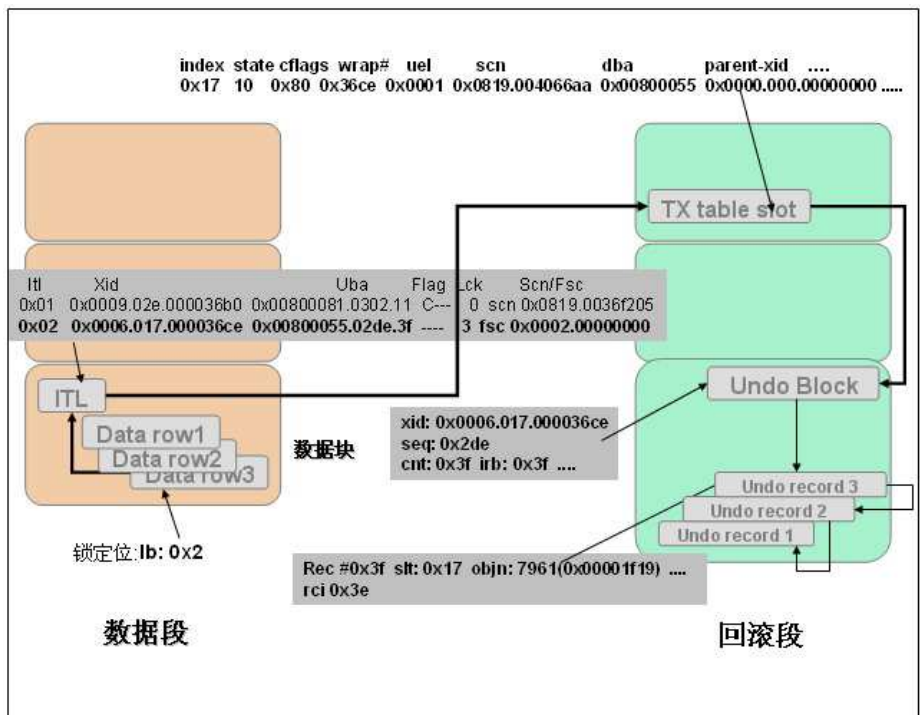 index state cflags wrap# uel scn dba parent-xid ....
0x17 10 0x80 0x36ce 0x0001 0x0819.004066aa 0x00800055 0x0000.000.00000000 .....
TX table slot
Itl Xid Uba Flag Lck Scn/Fsc
0x01 0x0009.02e.000036b0 0x00800081.0302.11 C--- 0 scn 0x0819.0036f205
0x02 0x0006.017.000036ce 0x00800055.02de.3f ---- 3 fsc 0x0002.00000000
ITL
Undo Block
Data row1
Data row2
Data row3
数据块
xid: 0x0006.017.000036ce
seq: 0x2de
cnt: 0x3f irb: 0x3f ....
Undo record 3
Undo record 2
Undo record 1
锁定位:lb: 0x2
Rec #0x3f slt: 0x17 objn: 7961(0x00001f19) ....
rci 0x3e
数据段
回滚段